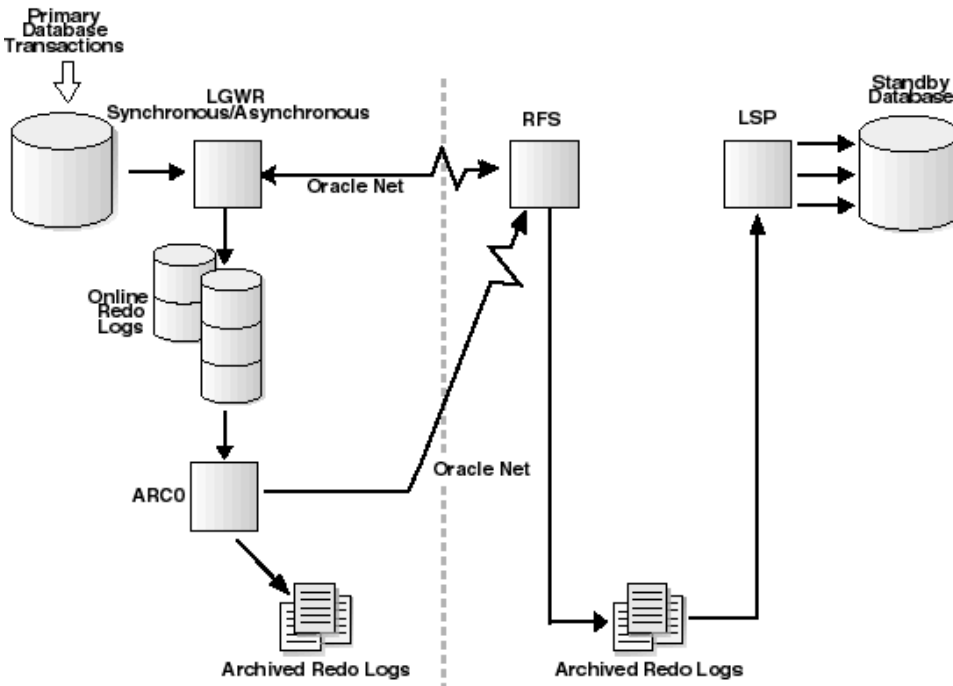 Primary
Database
Transactions
LGWR
Synchronous/Asynchronous
RFS
LSP
Standby
Database
Oracle Net
Online
Redo
Logs
Oracle Net
ARC0
Archived Redo Logs
Archived Redo Logs